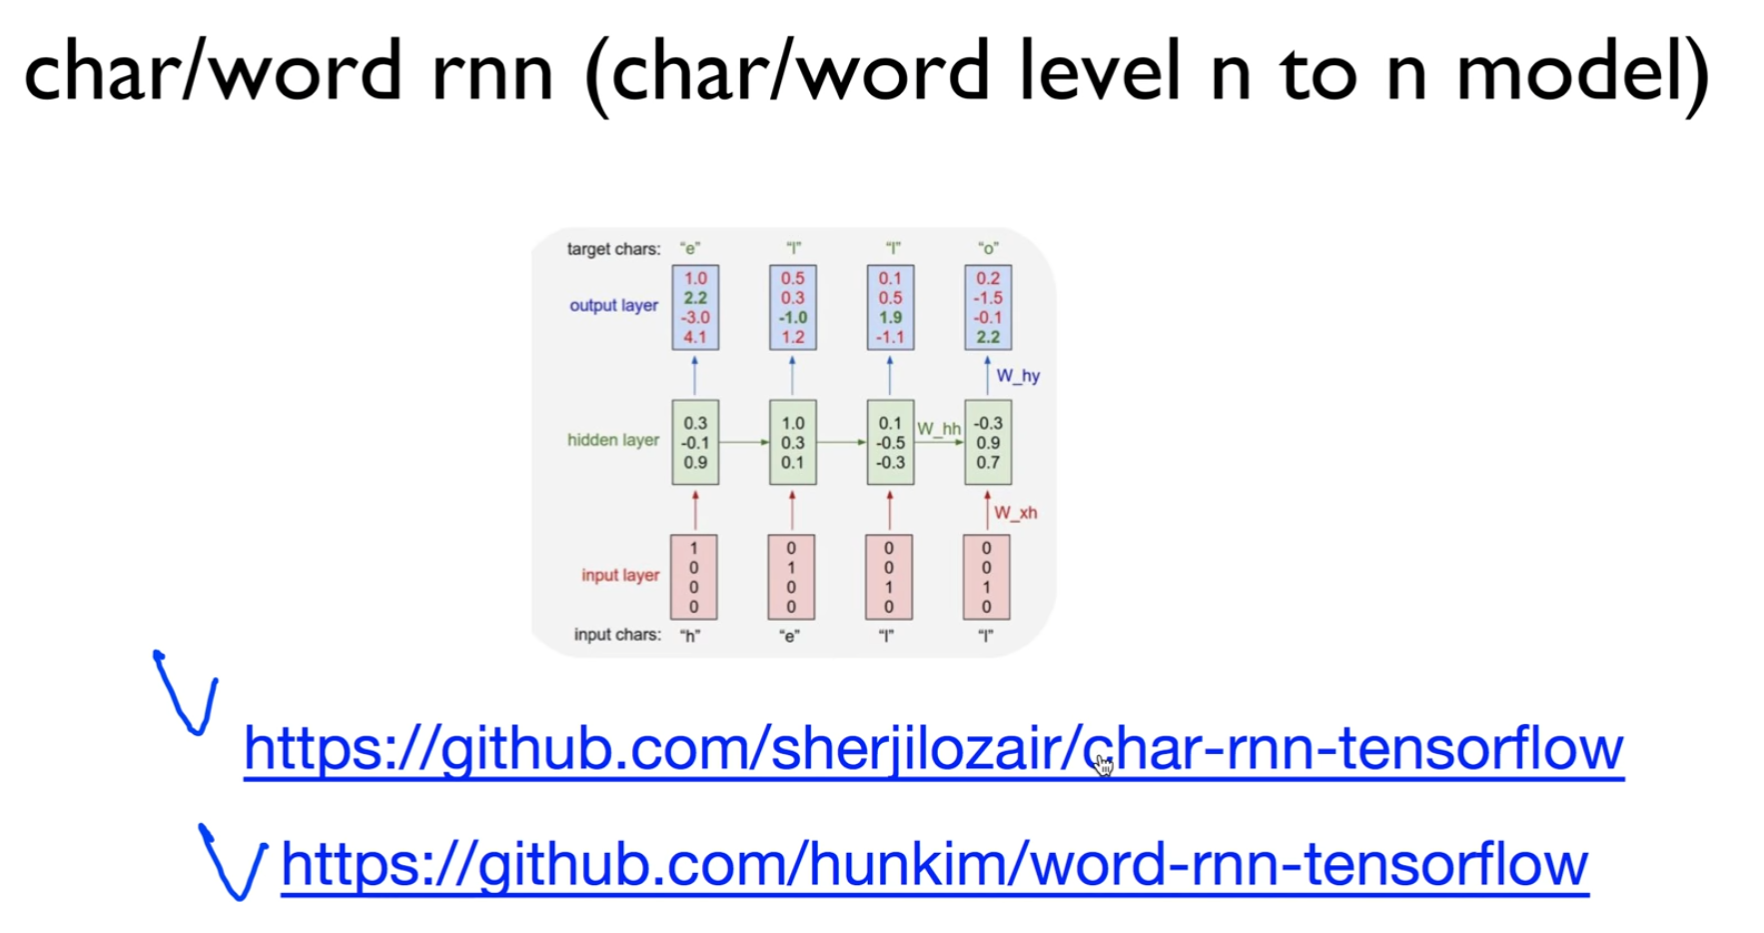 char/word rnn (char/word level n to n model)
target chars: “e” “l” “l” “o”
output layer
1.0 0.5 0.1 0.2
2.2 0.3 0.5 -1.5
-3.0 -1.0 1.9 -0.1
4.1 1.2 -1.1 2.2
W_hy
hidden layer
0.3 1.0 0.1 -0.3
-0.1 0.3 -0.5 0.9
0.9 0.1 -0.3 0.7
W_hh
W_xh
input layer
1 0 0 0
0 1 0 0
0 0 1 1
0 0 0 0
input chars: “h” “e” “l” “l”
https://github.com/sherjilozair/char-rnn-tensorflow
https://github.com/hunkim/word-rnn-tensorflow